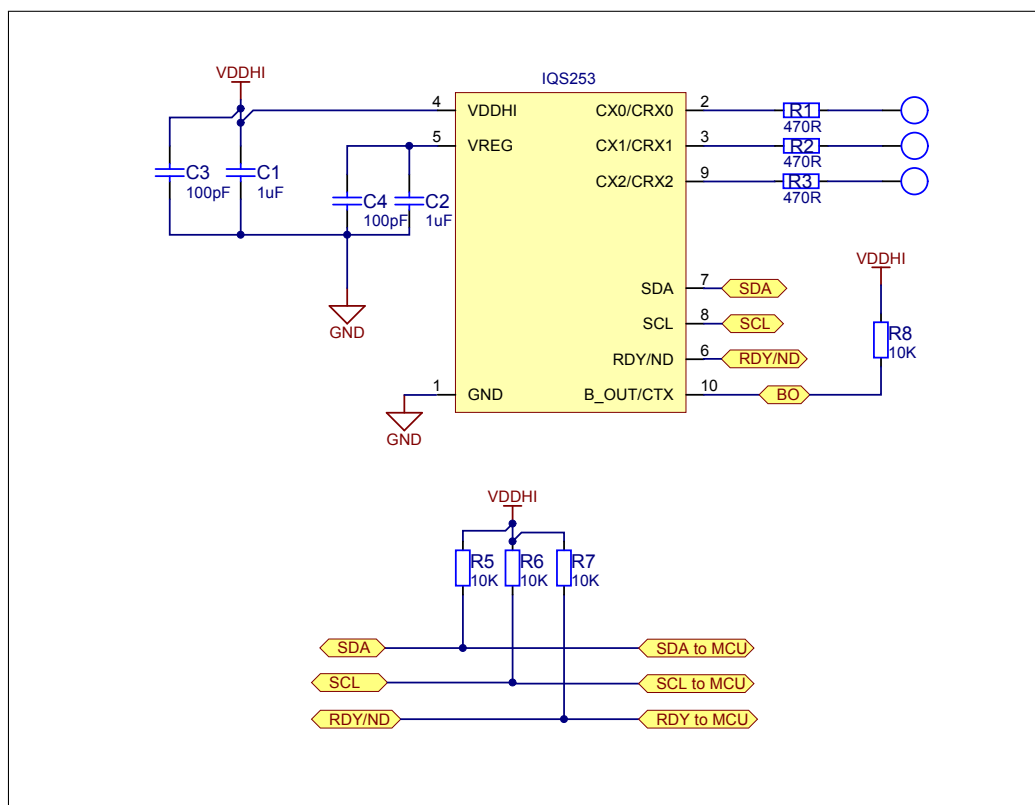 IQS253
VDDHI
4
VDDHI
CX0/CRX0
2
R1
470R
5
VREG
CX1/CRX1
3
R2
470R
CX2/CRX2
9
R3
470R
C3
100pF
C1
1uF
C4
100pF
C2
1uF
GND
VDDHI
SDA
7
SDA
SCL
8
SCL
R8
10K
RDY/ND
6
RDY/ND
1
GND
B_OUT/CTX
10
BO
GND
VDDHI
R5
10K
R6
10K
R7
10K
SDA
SDA to MCU
SCL
SCL to MCU
RDY/ND
RDY to MCU